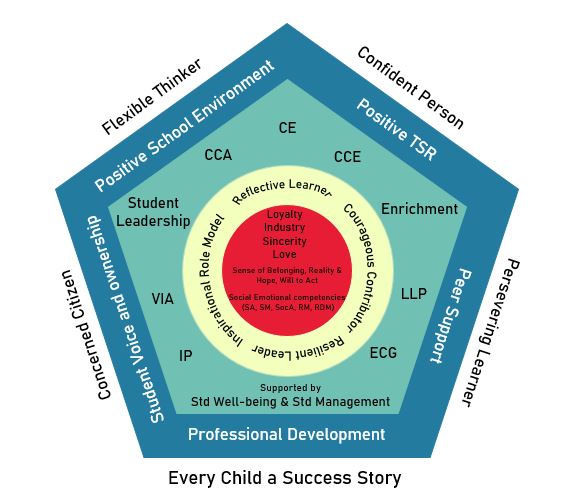 Flexible Thinker
Confident Person
Positive School Environment
Positive TSR
CE
CCA
CCE
Student
Leadership
Enrichment
Reflective Learner
Courageous Contributor
Inspirational Role Model
Resilient Leader
Loyalty
Industry
Sincerity
Love
Sense of Belonging, Reality &
Hope, Will to Act
Social Emotional competencies
(SA, SM, SocA, RM, RDM)
VIA
LLP
IP
ECG
Student Voice and ownership
Peer Support
Concerned Citizen
Persevering Learner
Supported by
Std Well-being & Std Management
Professional Development
Every Child a Success Story